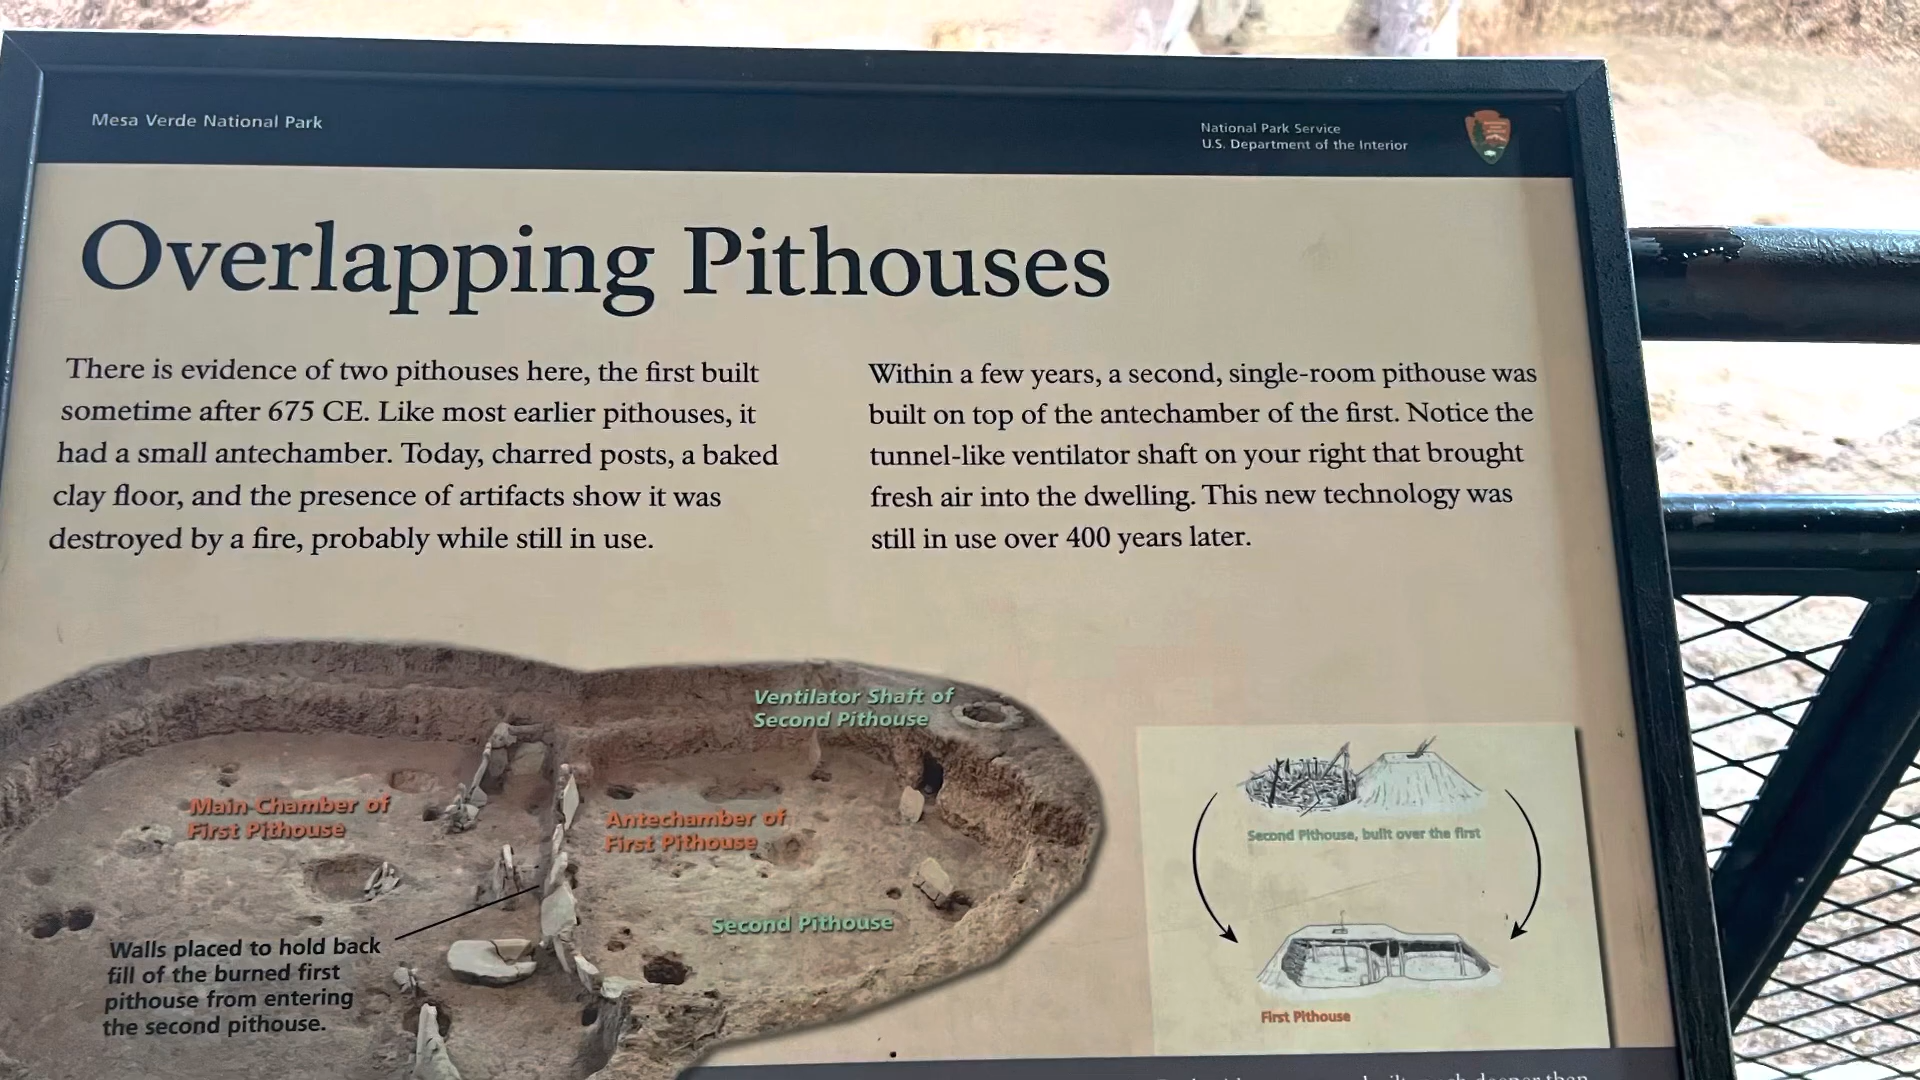 Mesa Verde National Park
National Park Service
U.S. Department of the Interior
Overlapping Pithouses
There is evidence of two pithouses here, the first built
sometime after 675 CE. Like most earlier pithouses, it
had a small antechamber. Today, charred posts, a baked
clay floor, and the presence of artifacts show it was
destroyed by a fire, probably while still in use.
Within a few years, a second, single-room pithouse was
built on top of the antechamber of the first. Notice the
tunnel-like ventilator shaft on your right that brought
fresh air into the dwelling. This new technology was
still in use over 400 years later.
Ventilator Shaft of
Second Pithouse
Main Chamber of
First Pithouse
Antechamber of
First Pithouse
Second Pithouse
Walls placed to hold back
fill of the burned first
pithouse from entering
the second pithouse.
Second Pithouse, built over the first
First Pithouse
deeper than